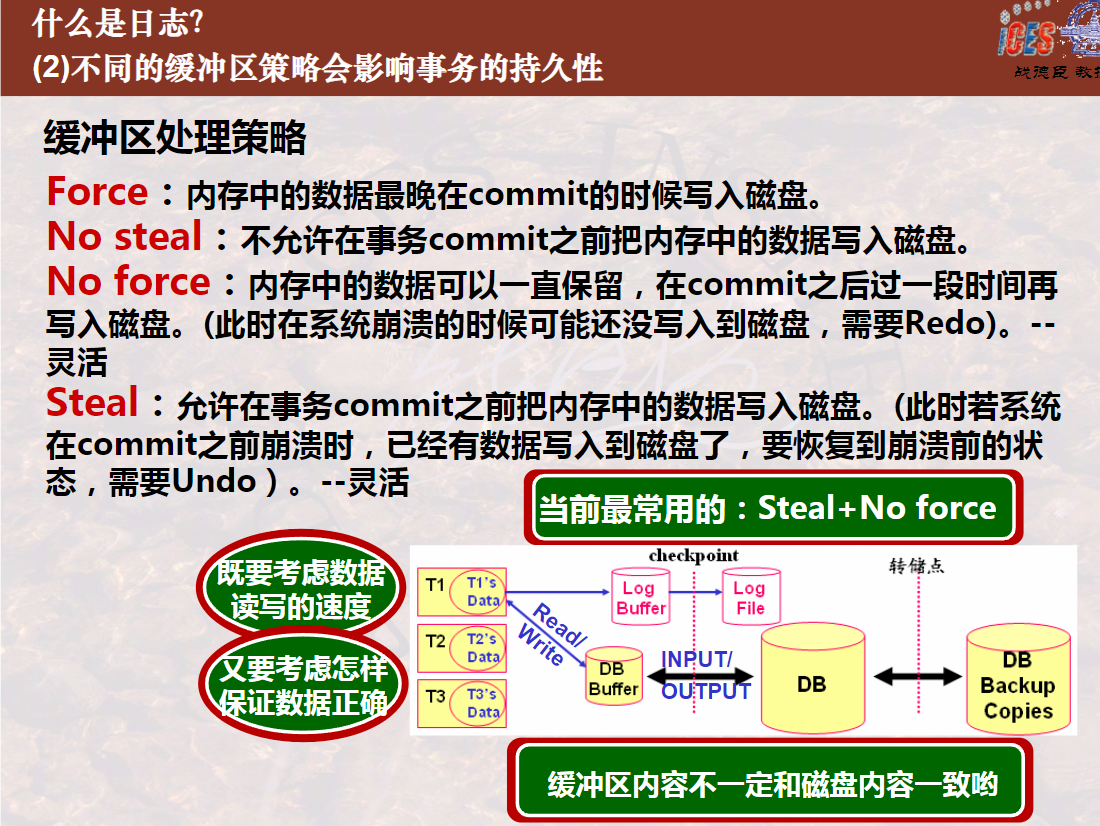 什么是日志?
(2)不同的缓冲区策略会影响事务的持久性
iCES
战德臣 教
缓冲区处理策略
Force：内存中的数据最晚在commit的时候写入磁盘。
No steal：不允许在事务commit之前把内存中的数据写入磁盘。
No force：内存中的数据可以一直保留，在commit之后过一段时间再
写入磁盘。(此时在系统崩溃的时候可能还没写入到磁盘，需要Redo)。--
灵活
Steal：允许在事务commit之前把内存中的数据写入磁盘。(此时若系统
在commit之前崩溃时，已经有数据写入到磁盘了，要恢复到崩溃前的状
态，需要Undo）。--灵活
当前最常用的：Steal+No force
既要考虑数据
读写的速度
又要考虑怎样
保证数据正确
checkpoint
转储点
T1
T1's
Data
Log
Buffer
Log
File
Read/
Write
T2
T2's
Data
DB
Buffer
INPUT/
OUTPUT
DB
DB
Backup
Copies
T3
T3's
Data
缓冲区内容不一定和磁盘内容一致哟